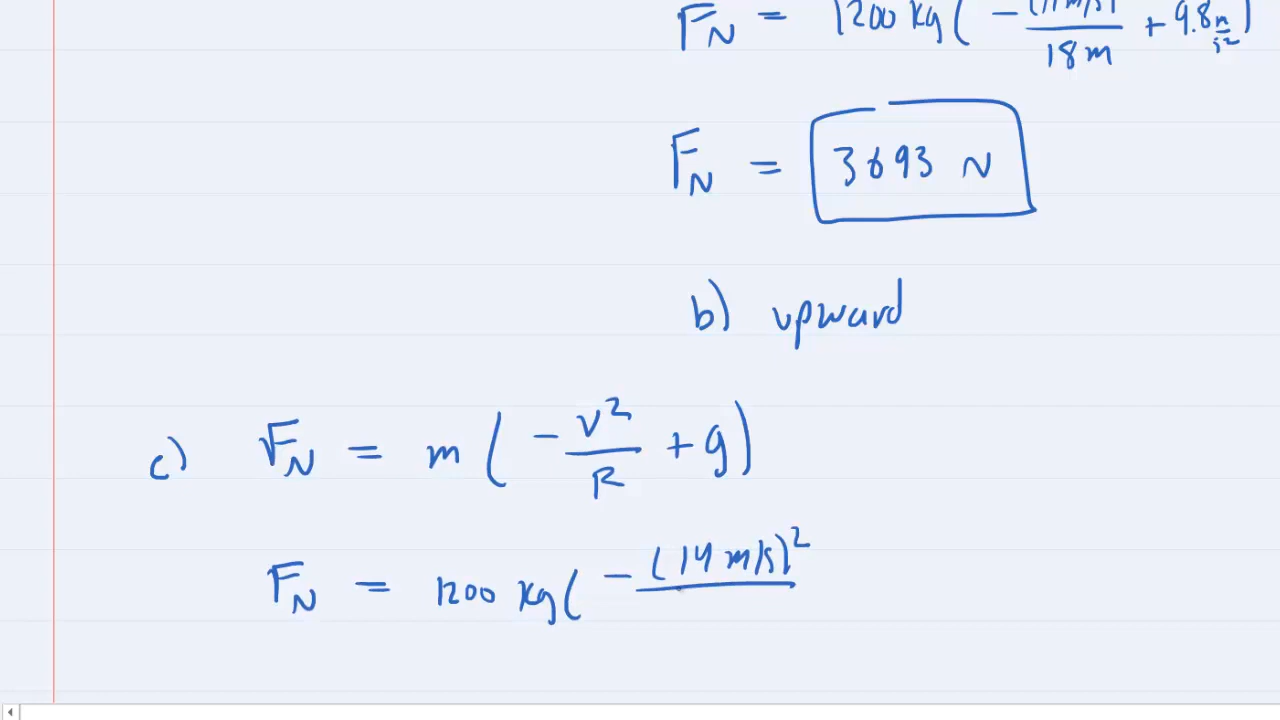 F_N = 1200 kg ( - (11 m/s)² / 18 m + 9.8 m/s² )
F_N = 3693 N
b) upward
c) F_N = m ( - v² / R + g )
F_N = 1200 kg ( - (14 m/s)²